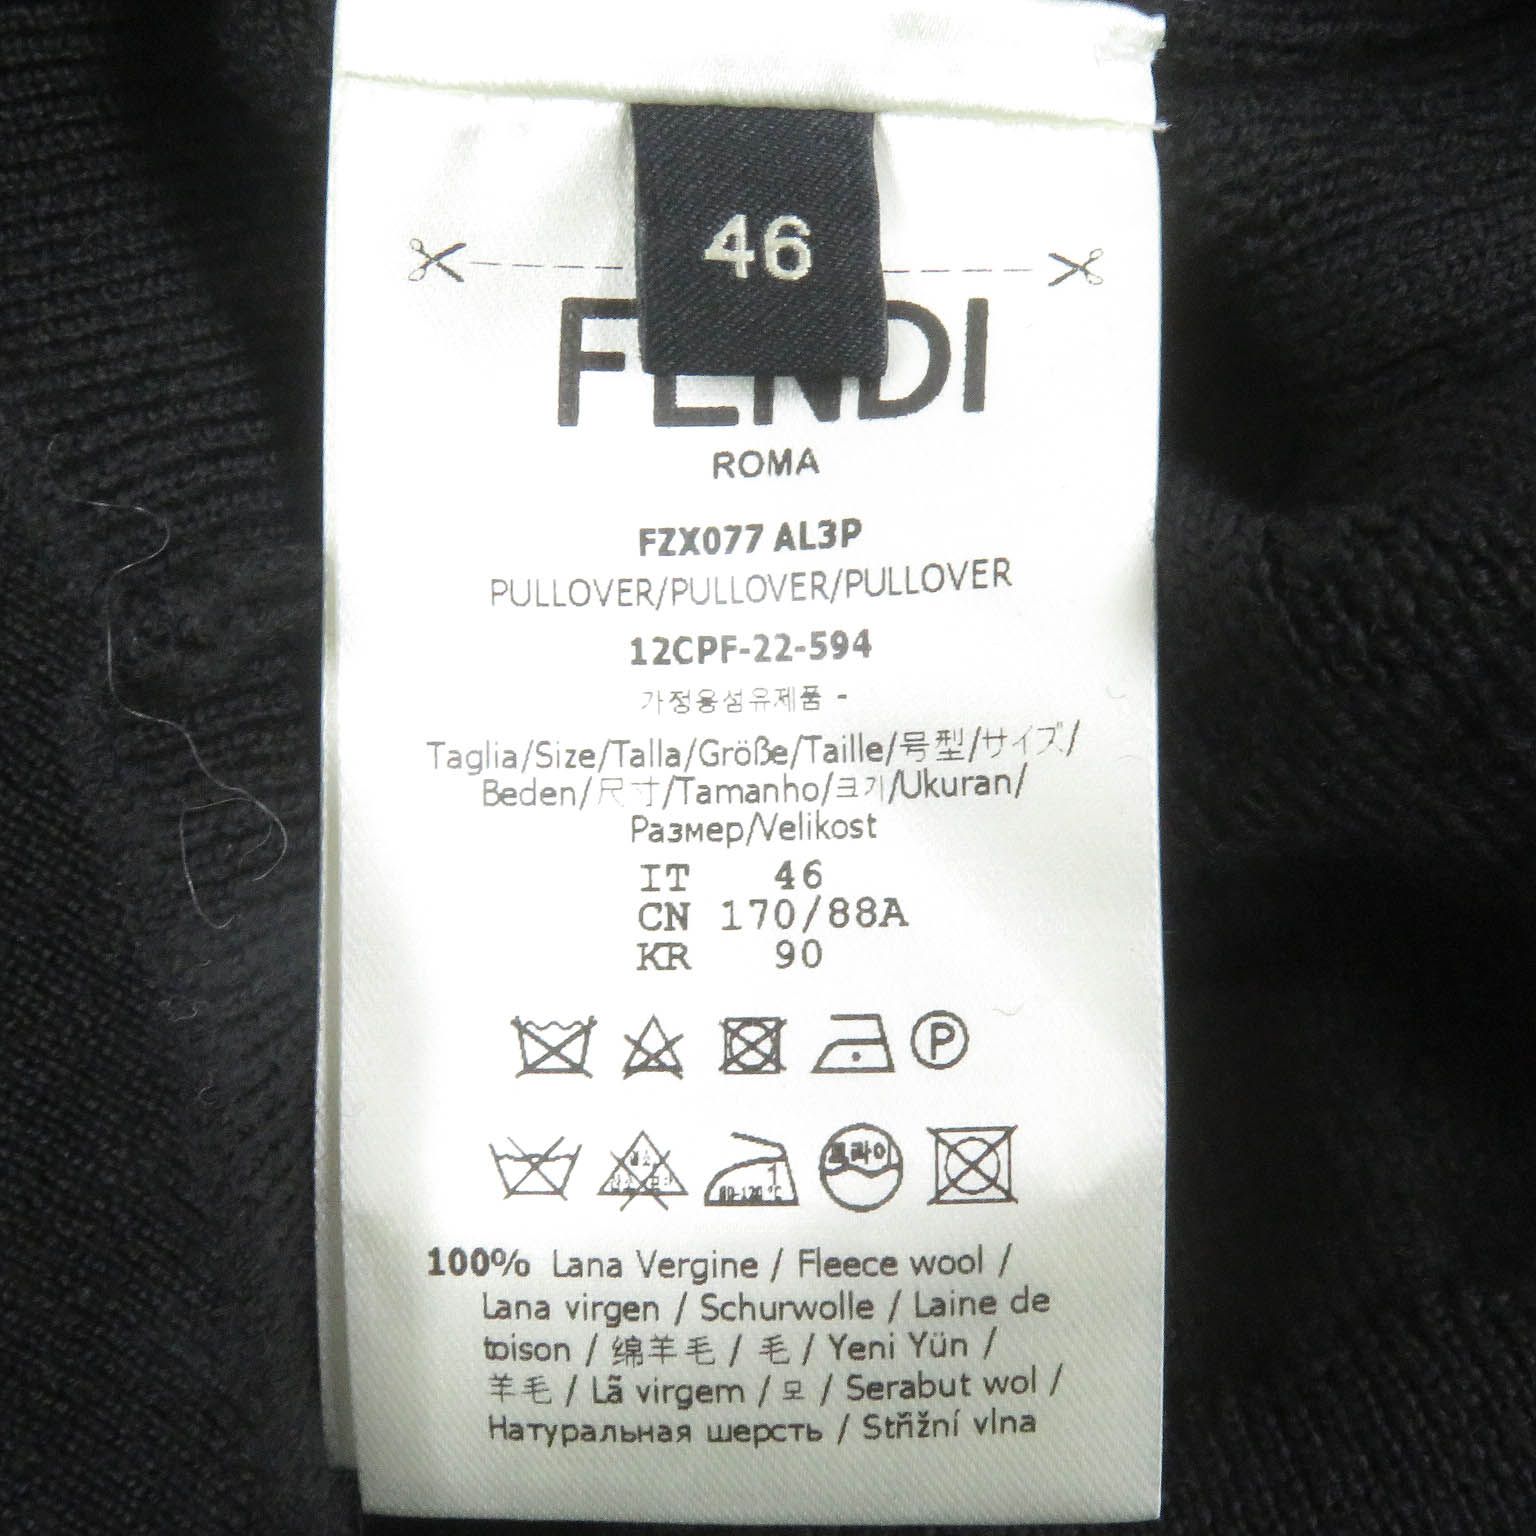 46
FENDI
ROMA
FZX077 AL3P
PULLOVER/PULLOVER/PULLOVER
12CPF-22-594
가정용섬유제품 -
Taglia/Size/Talla/Größe/Taille/号型/サイズ/
Beden/尺寸/Tamanho/크기/Ukuran/
Размер/Velikost
IT 46
CN 170/88A
KR 90
P
드라이
1
80-120°C
100% Lana Vergine / Fleece wool /
Lana virgen / Schurwolle / Laine de
toison / 绵羊毛 / 毛 / Yeni Yün /
羊毛 / Lã virgem / 모 / Serabut wol /
Натуральная шерсть / Střižní vlna